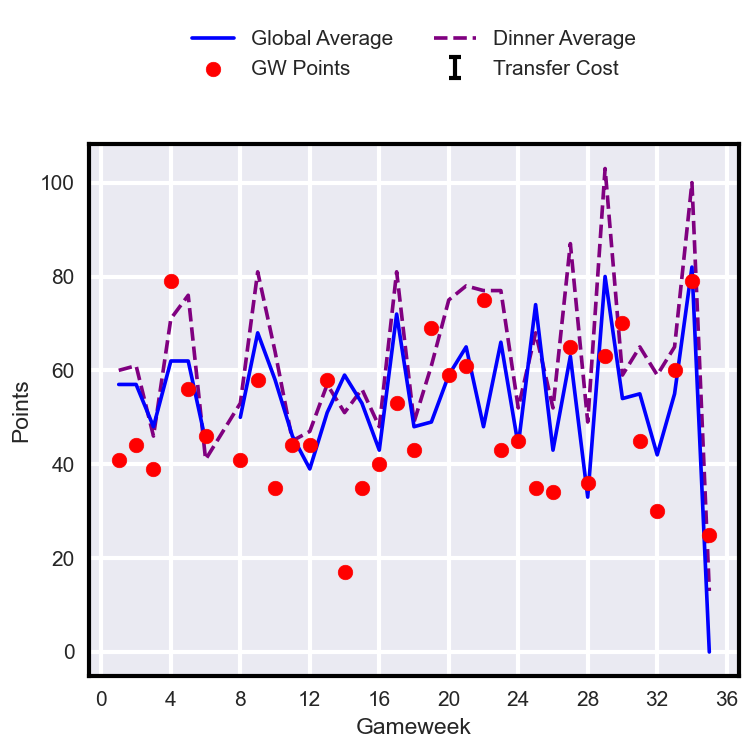 Global Average Dinner Average
GW Points Transfer Cost
100
80
60
40
20
0
Points
0 4 8 12 16 20 24 28 32 36
Gameweek